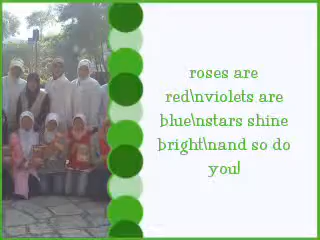 roses are
red\nviolets are
blue\nstars shine
bright\nand so do
you!